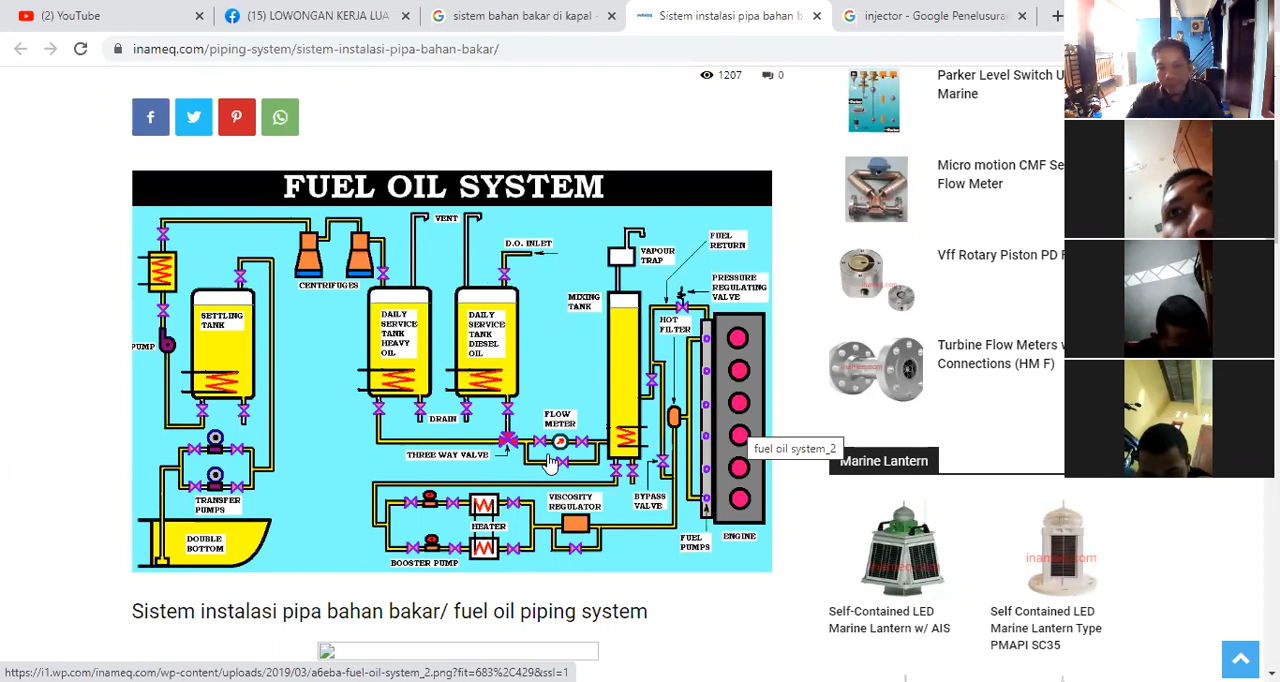 (2) YouTube
(15) LOWONGAN KERJA LUA
sistem bahan bakar di kapal -
Sistem instalasi pipa bahan b
injector - Google Penelusura
inameq.com/piping-system/sistem-instalasi-pipa-bahan-bakar/
1207
0
Parker Level Switch U
Marine
Micro motion CMF Se
Flow Meter
Vff Rotary Piston PD F
inameq.com
Turbine Flow Meters w
Connections (HM F)
FUEL OIL SYSTEM
VENT
D.O. INLET
VAPOUR
TRAP
FUEL
RETURN
PRESSURE
REGULATING
VALVE
CENTRIFUGES
MIXING
TANK
HOT
FILTER
SETTLING
TANK
DAILY
SERVICE
TANK
HEAVY
OIL
DAILY
SERVICE
TANK
DIESEL
OIL
PUMP
DRAIN
FLOW
METER
THREE WAY VALVE
TRANSFER
PUMPS
HEATER
VISCOSITY
REGULATOR
BYPASS
VALVE
DOUBLE
BOTTOM
BOOSTER PUMP
FUEL
PUMPS
ENGINE
fuel oil system_2
Marine Lantern
inameq.com
Self-Contained LED
Marine Lantern w/ AIS
Self Contained LED
Marine Lantern Type
PMAPI SC35
Sistem instalasi pipa bahan bakar/ fuel oil piping system
https://i1.wp.com/inameq.com/wp-content/uploads/2019/03/a6eba-fuel-oil-system_2.png?fit=683%2C429&ssl=1